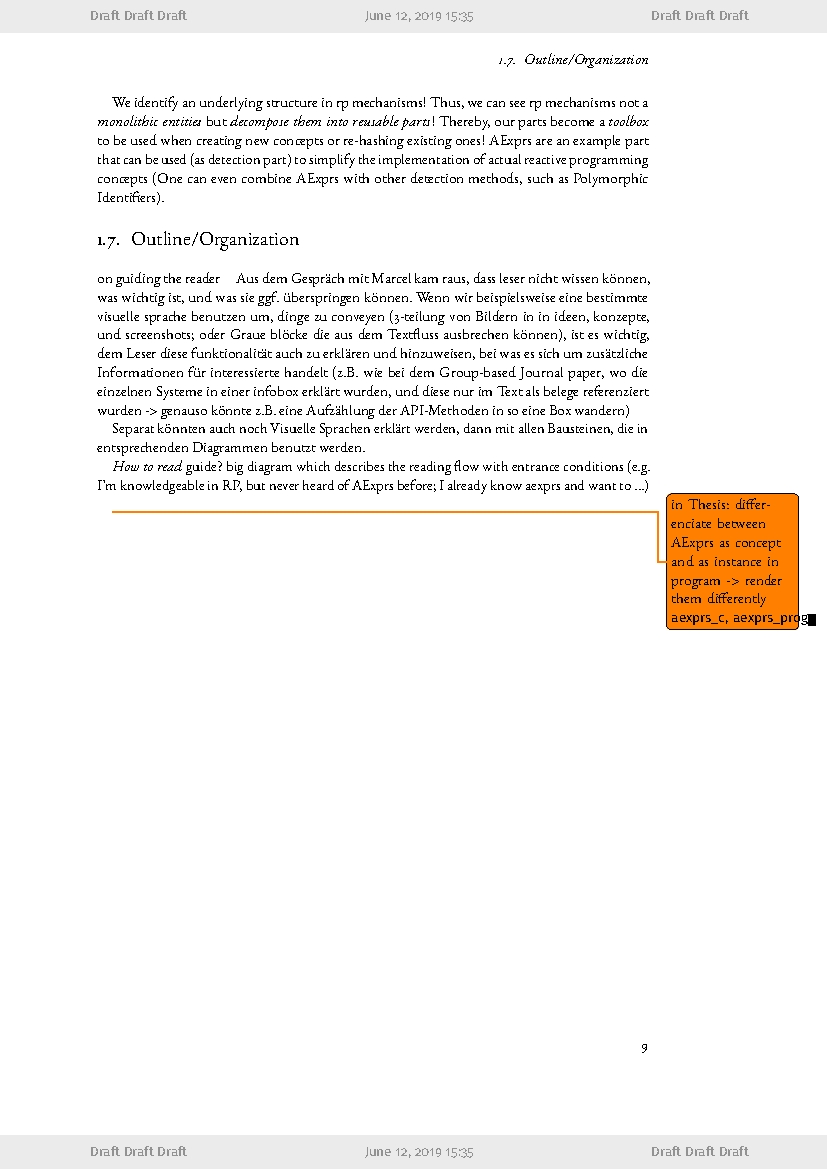 Draft Draft Draft June 12, 2019 15:35 Draft Draft Draft
1.7. Outline/Organization
We identify an underlying structure in rp mechanisms! Thus, we can see rp mechanisms not a
monolithic entities but decompose them into reusable parts! Thereby, our parts become a toolbox
to be used when creating new concepts or re-hashing existing ones! AExprs are an example part
that can be used (as detection part) to simplify the implementation of actual reactive programming
concepts (One can even combine AExprs with other detection methods, such as Polymorphic
Identifiers).
1.7. Outline/Organization
on guiding the reader Aus dem Gespräch mit Marcel kam raus, dass leser nicht wissen können,
was wichtig ist, und was sie ggf. überspringen können. Wenn wir beispielsweise eine bestimmte
visuelle sprache benutzen um, dinge zu conveyen (3-teilung von Bildern in in ideen, konzepte,
und screenshots; oder Graue blöcke die aus dem Textfluss ausbrechen können), ist es wichtig,
dem Leser diese funktionalität auch zu erklären und hinzuweisen, bei was es sich um zusätzliche
Informationen für interessierte handelt (z.B. wie bei dem Group-based Journal paper, wo die
einzelnen Systeme in einer infobox erklärt wurden, und diese nur im Text als belege referenziert
wurden -> genauso könnte z.B. eine Aufzählung der API-Methoden in so eine Box wandern)
Separat könnten auch noch Visuelle Sprachen erklärt werden, dann mit allen Bausteinen, die in
entsprechenden Diagrammen benutzt werden.
How to read guide? big diagram which describes the reading flow with entrance conditions (e.g.
I'm knowledgeable in RP, but never heard of AExprs before; I already know aexprs and want to ...)
in Thesis: differ-
enciate between
AExprs as concept
and as instance in
program -> render
them differently
aexprs_c, aexprs_prog
9
Draft Draft Draft June 12, 2019 15:35 Draft Draft Draft